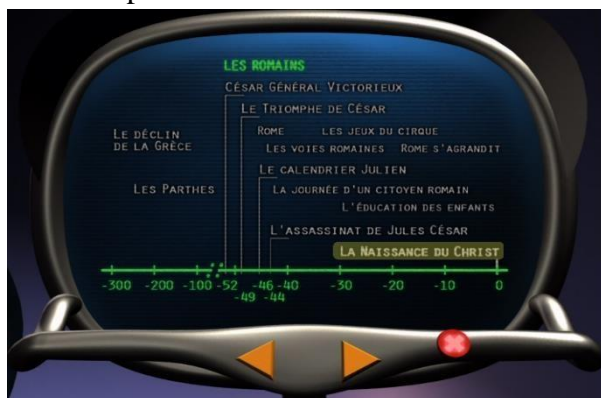 LES ROMAINS
CÉSAR GÉNÉRAL VICTORIEUX
LE TRIOMPHE DE CÉSAR
ROME LES JEUX DU CIRQUE
LE DÉCLIN
DE LA GRÈCE
LES VOIES ROMAINES ROME S'AGRANDIT
LE CALENDRIER JULIEN
LES PARTHES
LA JOURNÉE D'UN CITOYEN ROMAIN
L'ÉDUCATION DES ENFANTS
L'ASSASSINAT DE JULES CÉSAR
LA NAISSANCE DU CHRIST
-300 -200 -100 -52 -46 -40 -30 -20 -10 0
-49 -44